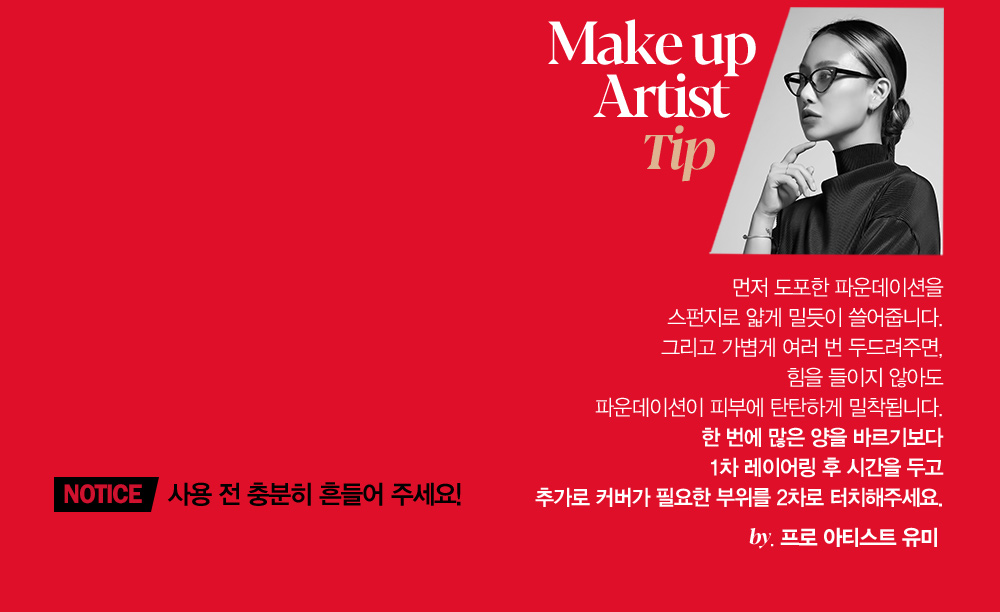 Make up
Artist
Tip
먼저 도포한 파운데이션을
스펀지로 얇게 밀듯이 쓸어줍니다.
그리고 가볍게 여러 번 두드려주면,
힘을 들이지 않아도
파운데이션이 피부에 탄탄하게 밀착됩니다.
한 번에 많은 양을 바르기보다
1차 레이어링 후 시간을 두고
추가로 커버가 필요한 부위를 2차로 터치해주세요.
by. 프로 아티스트 유미
NOTICE 사용 전 충분히 흔들어 주세요!